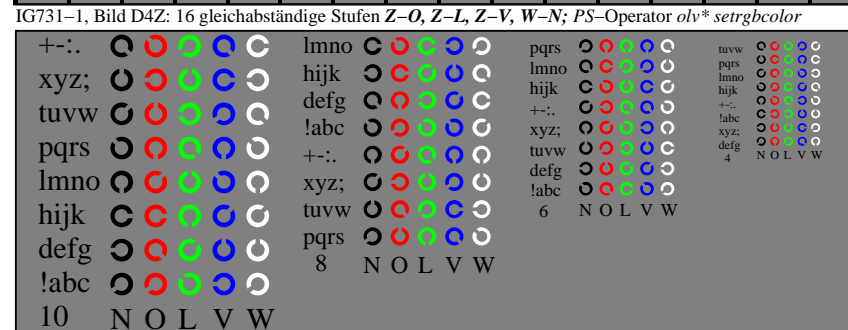 IG731–1, Bild D4Z: 16 gleichabständige Stufen Z–O, Z–L, Z–V, W–N; PS–Operator olv* setrgbcolor
+-:.
xyz;
tuvw
pqrs
lmno
hijk
defg
!abc
10 N O L V W
lmno
hijk
defg
!abc
+-:.
xyz;
tuvw
pqrs
8 N O L V W
pqrs
lmno
hijk
+-:.
xyz;
tuvw
defg
!abc
6 N O L V W
tuvw
pqrs
lmno
hijk
+-:.
!abc
xyz;
defg
4 N O L V W